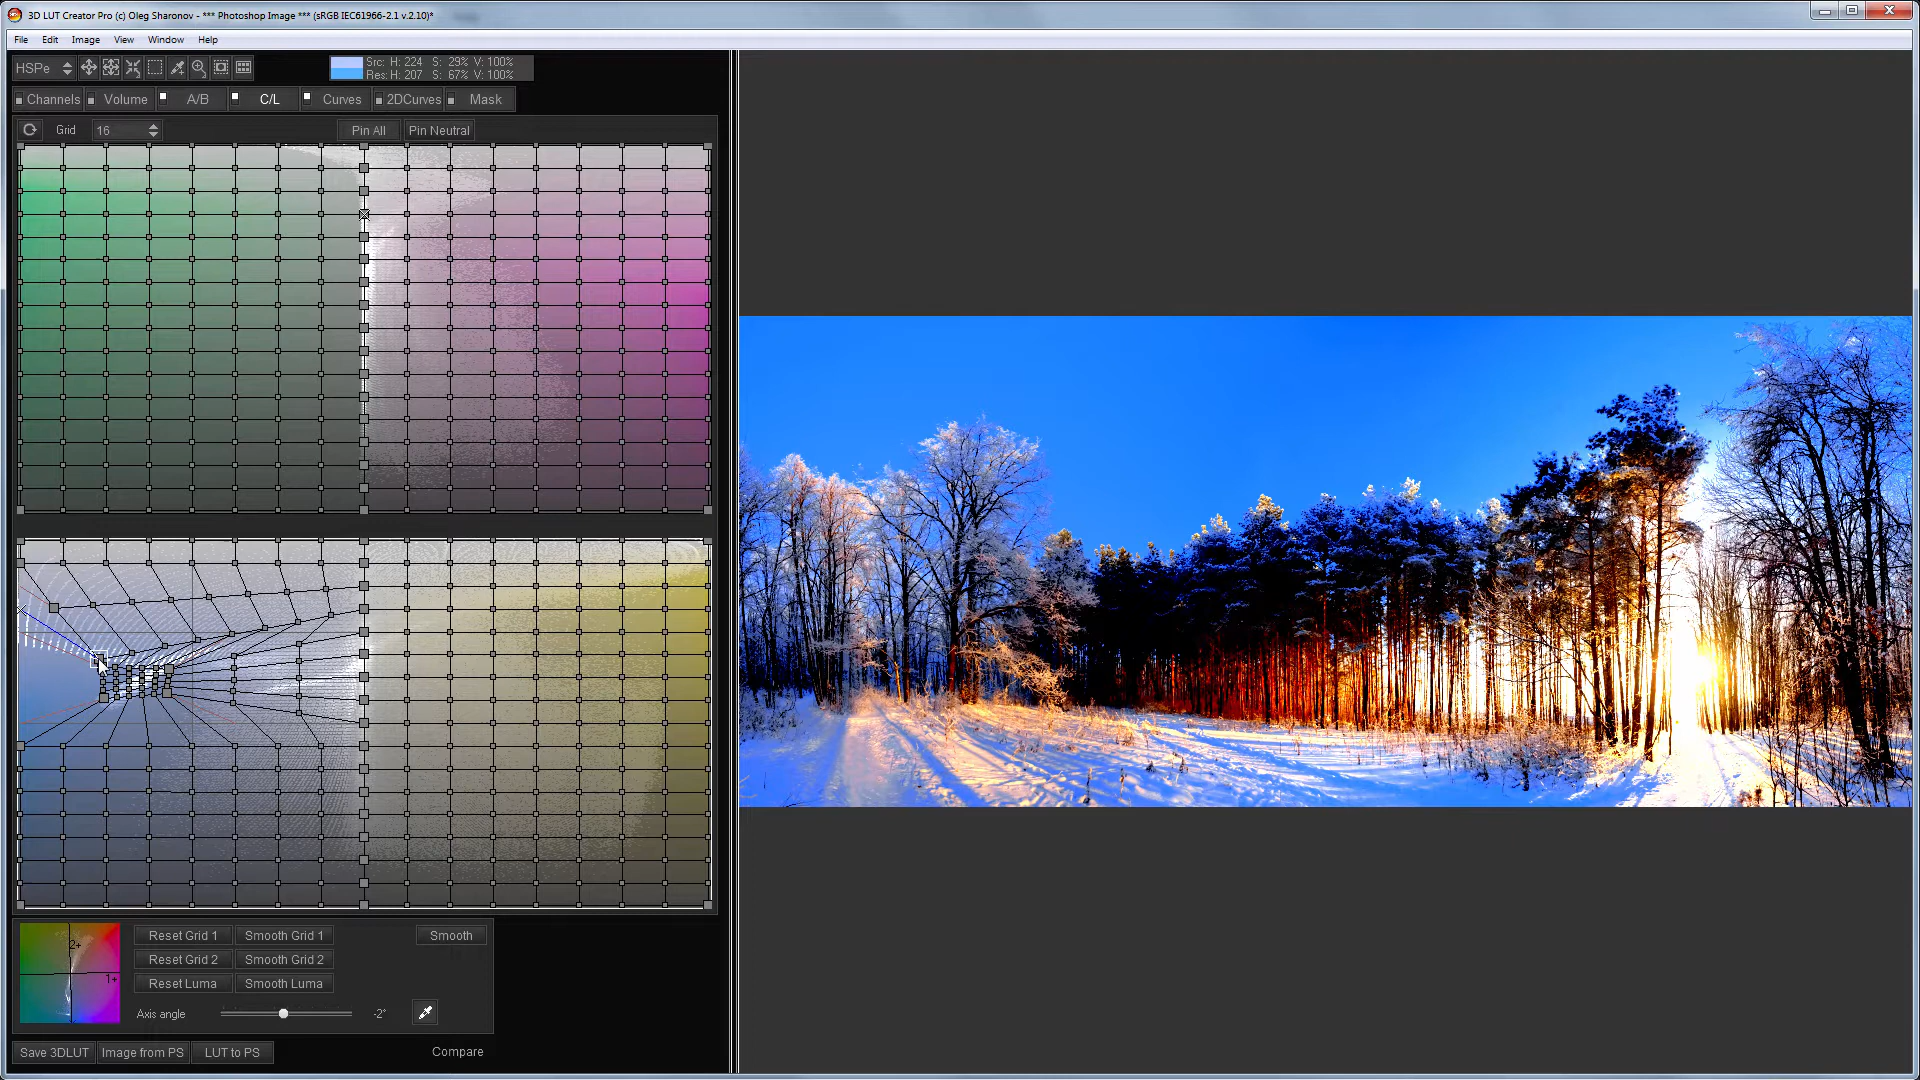 3D LUT Creator Pro (c) Oleg Sharonov - *** Photoshop Image *** (sRGB IEC61966-2.1 v.2.10)*
File Edit Image View Window Help
HSPe
Src: H: 224 S: 29% V: 100%
Res: H: 207 S: 67% V: 100%
Channels Volume A/B C/L Curves 2DCurves Mask
Grid 16 Pin All Pin Neutral
2+
1+
Reset Grid 1 Smooth Grid 1 Smooth
Reset Grid 2 Smooth Grid 2
Reset Luma Smooth Luma
Axis angle -2°
Save 3DLUT Image from PS LUT to PS Compare